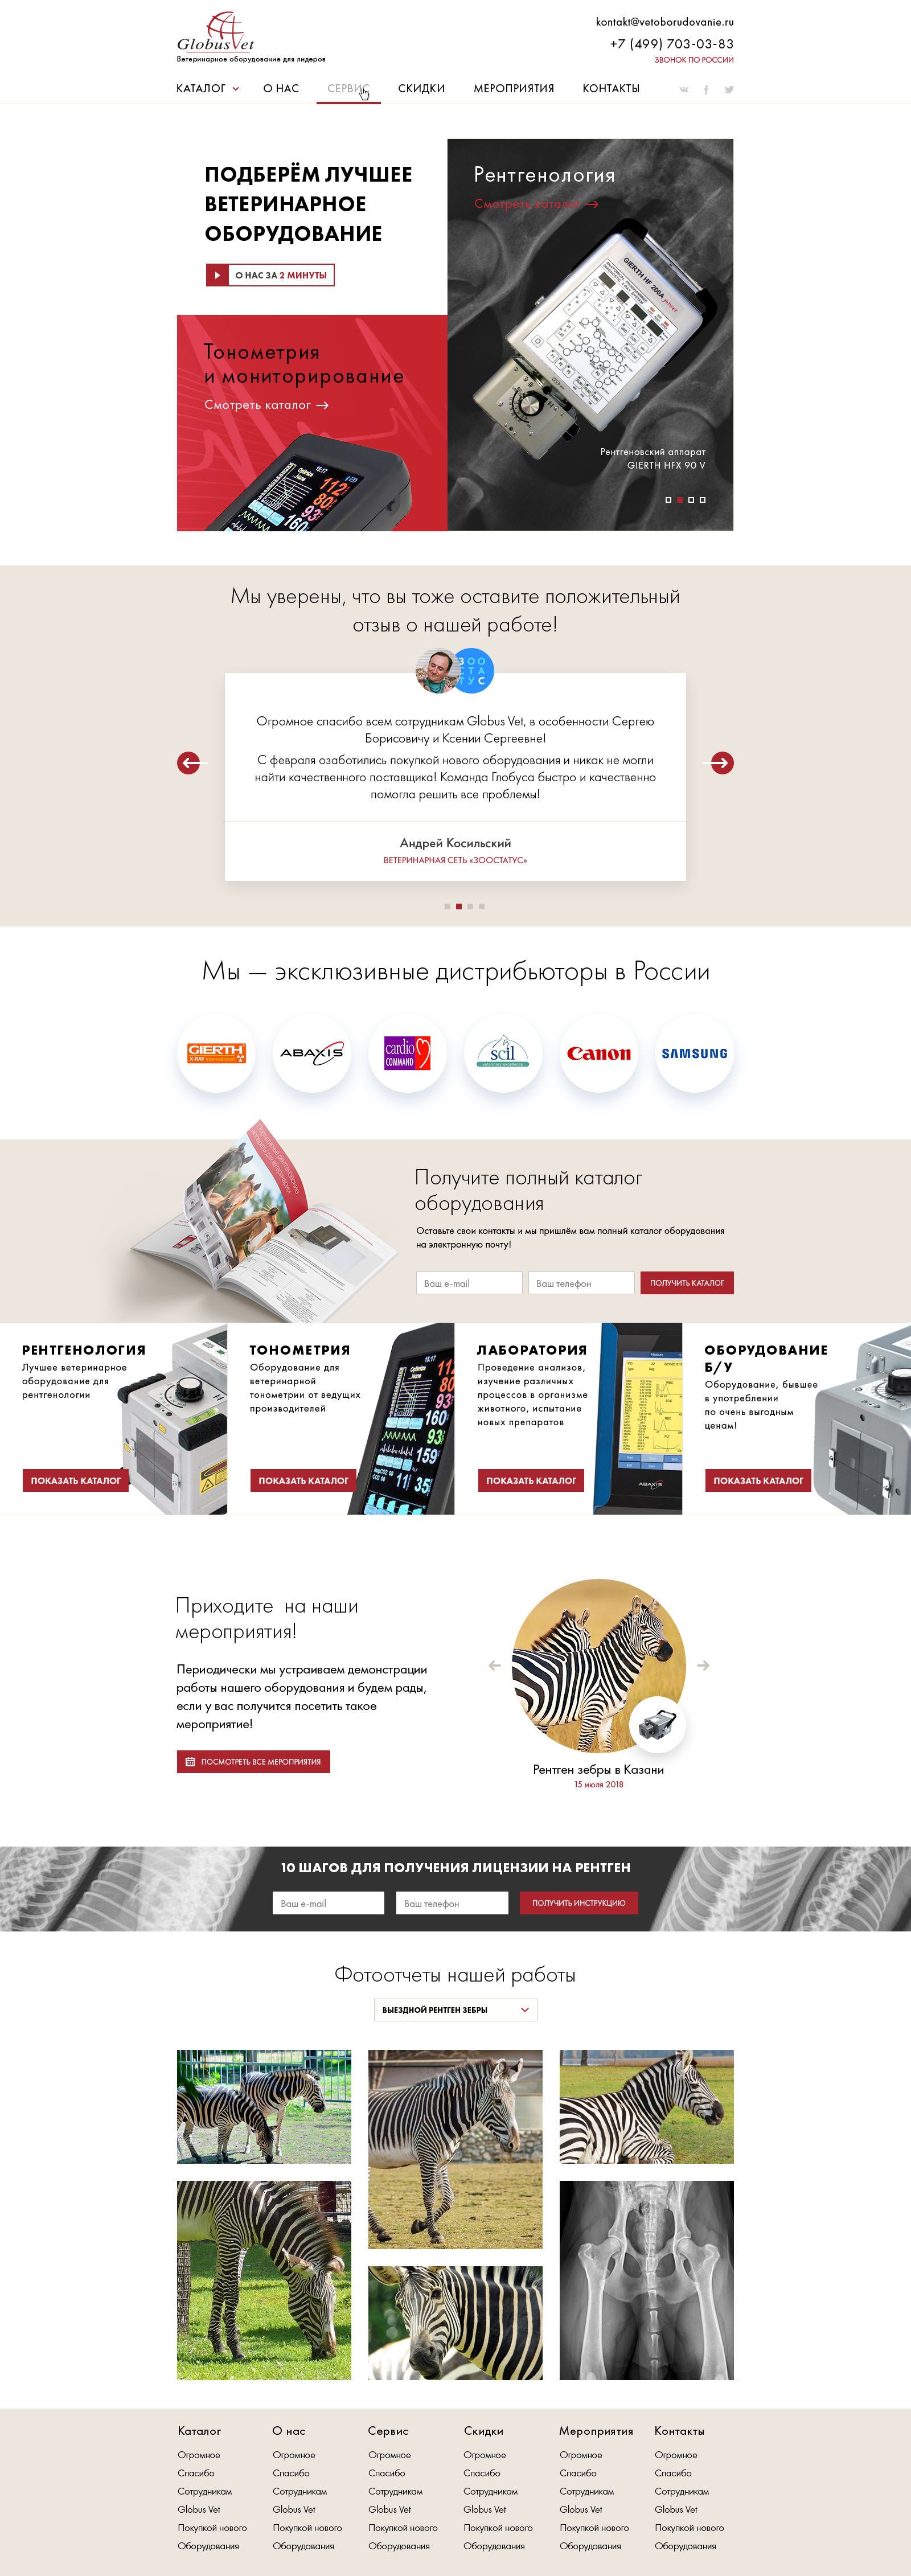 GlobusVet
Ветеринарное оборудование для лидеров
kontakt@vetoborudovanie.ru
+7 (499) 703-03-83
ЗВОНОК ПО РОССИИ
КАТАЛОГ О НАС СЕРВИС СКИДКИ МЕРОПРИЯТИЯ КОНТАКТЫ
ПОДБЕРЁМ ЛУЧШЕЕ
ВЕТЕРИНАРНОЕ
ОБОРУДОВАНИЕ
О НАС ЗА 2 МИНУТЫ
Тонометрия
и мониторирование
Смотреть каталог
Рентгенология
Смотреть каталог
GIERTH HF 200A power
Рентгеновский аппарат
GIERTH HFX 90 V
Мы уверены, что вы тоже оставите положительный
отзыв о нашей работе!
Огромное спасибо всем сотрудникам Globus Vet, в особенности Сергею
Борисовичу и Ксении Сергеевне!
С февраля озаботились покупкой нового оборудования и никак не могли
найти качественного поставщика! Команда Глобуса быстро и качественно
помогла решить все проблемы!
Андрей Косильский
ВЕТЕРИНАРНАЯ СЕТЬ «ЗООСТАТУС»
Мы — эксклюзивные дистрибьюторы в России
GIERTH
X-RAY international
ABAXIS
cardio
COMMAND
scil
Canon
SAMSUNG
Получите полный каталог
оборудования
Оставьте свои контакты и мы пришлём вам полный каталог оборудования
на электронную почту!
Ваш e-mail
Ваш телефон
ПОЛУЧИТЬ КАТАЛОГ
РЕНТГЕНОЛОГИЯ
Лучшее ветеринарное
оборудование для
рентгенологии
ПОКАЗАТЬ КАТАЛОГ
ТОНОМЕТРИЯ
Оборудование для
ветеринарной
тонометрии от ведущих
производителей
ПОКАЗАТЬ КАТАЛОГ
ЛАБОРАТОРИЯ
Проведение анализов,
изучение различных
процессов в организме
животного, испытание
новых препаратов
ПОКАЗАТЬ КАТАЛОГ
ABAXIS
ОБОРУДОВАНИЕ
Б/У
Оборудование, бывшее
в употреблении
по очень выгодным
ценам!
ПОКАЗАТЬ КАТАЛОГ
Приходите на наши
мероприятия!
Периодически мы устраиваем демонстрации
работы нашего оборудования и будем рады,
если у вас получится посетить такое
мероприятие!
ПОСМОТРЕТЬ ВСЕ МЕРОПРИЯТИЯ
Рентген зебры в Казани
15 июля 2018
10 ШАГОВ ДЛЯ ПОЛУЧЕНИЯ ЛИЦЕНЗИИ НА РЕНТГЕН
Ваш e-mail
Ваш телефон
ПОЛУЧИТЬ ИНСТРУКЦИЮ
Фотоотчеты нашей работы
ВЫЕЗДНОЙ РЕНТГЕН ЗЕБРЫ
Каталог О нас Сервис Скидки Мероприятия Контакты
Огромное Огромное Огромное Огромное Огромное Огромное
Спасибо Спасибо Спасибо Спасибо Спасибо Спасибо
Сотрудникам Сотрудникам Сотрудникам Сотрудникам Сотрудникам Сотрудникам
Globus Vet Globus Vet Globus Vet Globus Vet Globus Vet Globus Vet
Покупкой нового Покупкой нового Покупкой нового Покупкой нового Покупкой нового Покупкой нового
Оборудования Оборудования Оборудования Оборудования Оборудования Оборудования